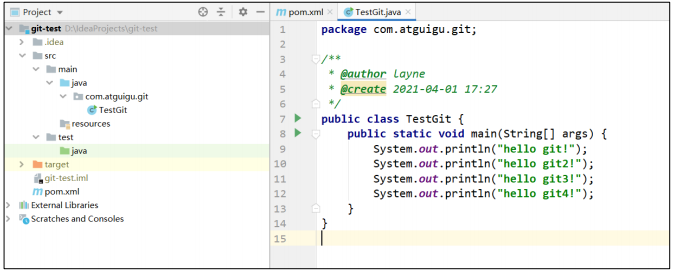 Project
git-test D:\IdeaProjects\git-test
.idea
src
main
java
com.atguigu.git
TestGit
resources
test
java
target
git-test.iml
pom.xml
External Libraries
Scratches and Consoles
pom.xml
TestGit.java
1 package com.atguigu.git;
2
3 /**
4 * @author layne
5 * @create 2021-04-01 17:27
6 */
7 public class TestGit {
8 public static void main(String[] args) {
9 System.out.println("hello git!");
10 System.out.println("hello git2!");
11 System.out.println("hello git3!");
12 System.out.println("hello git4!");
13 }
14 }
15